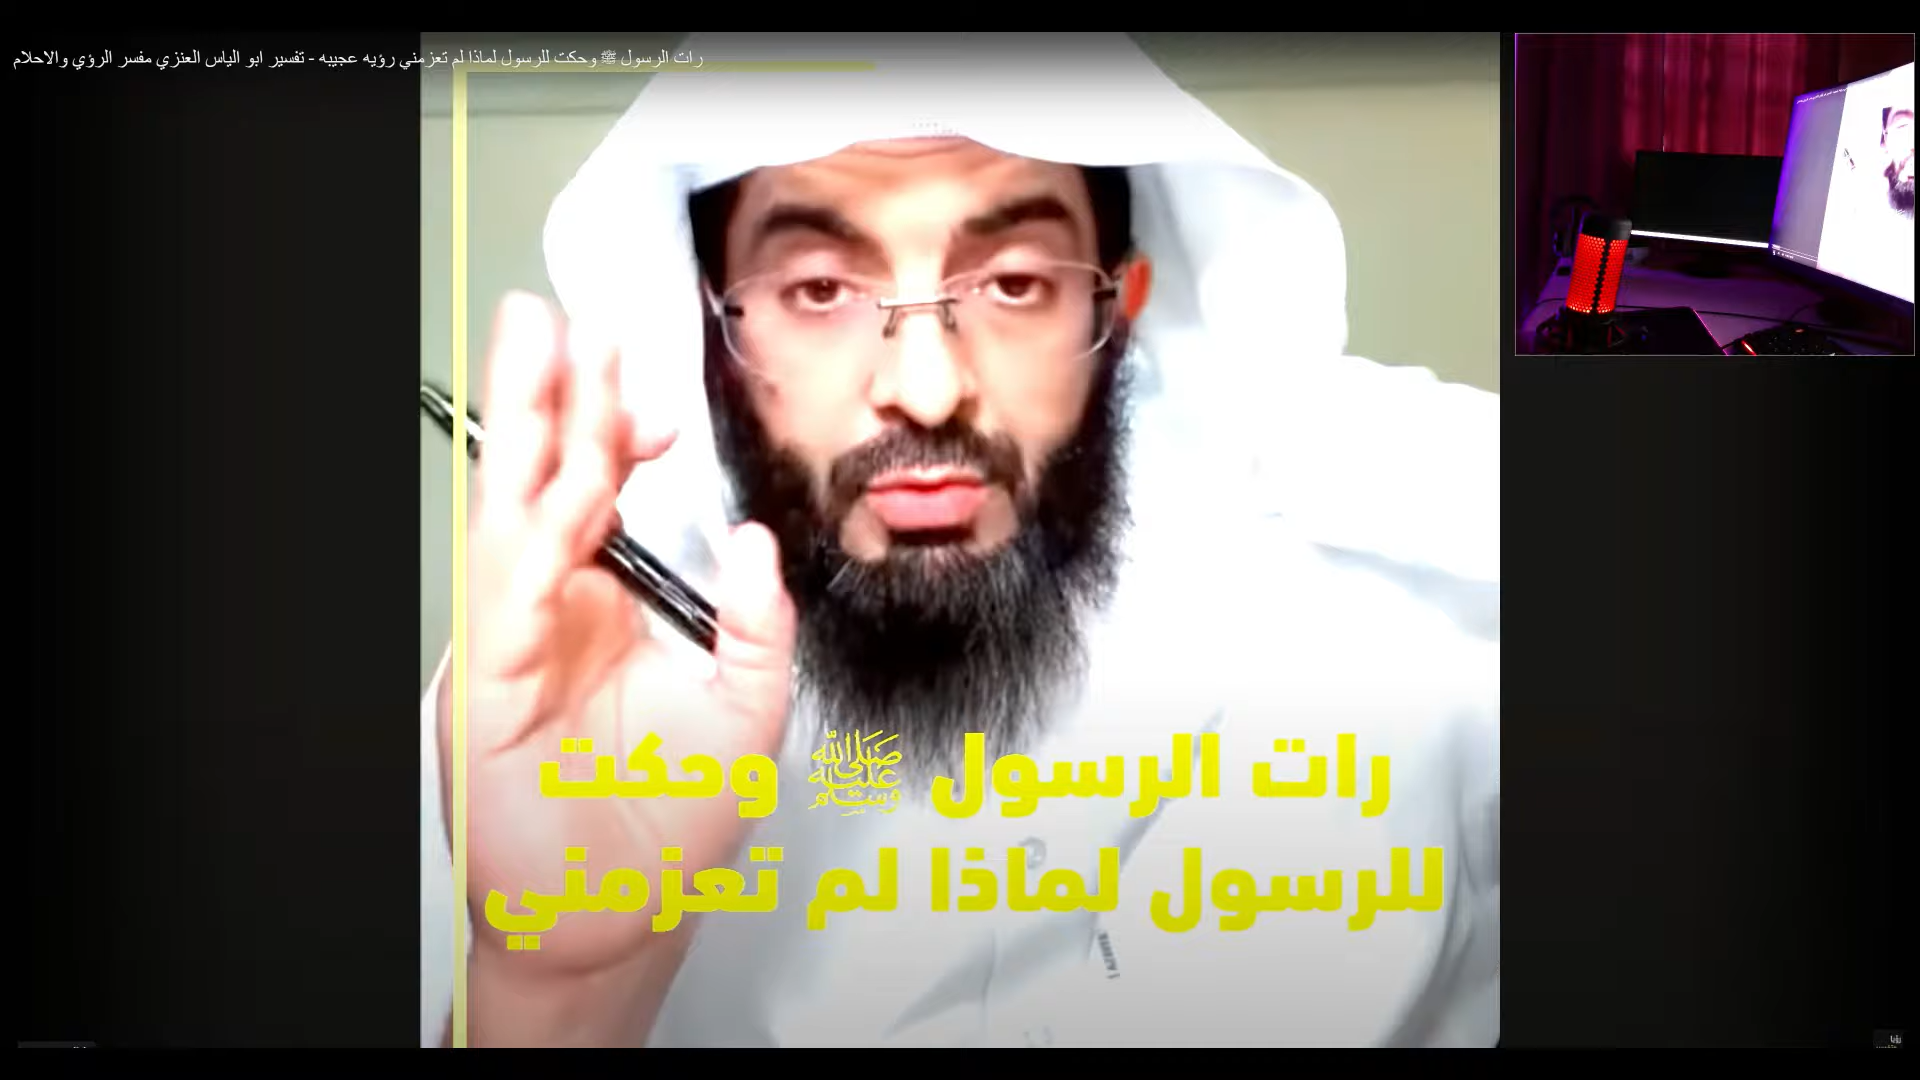 رات الرسول ﷺ وحكت للرسول لماذا لم تعزمني رؤيه عجيبه - تفسير ابو الياس العنزي مفسر الرؤي والاحلام
رات الرسول ﷺ وحكت
للرسول لماذا لم تعزمني